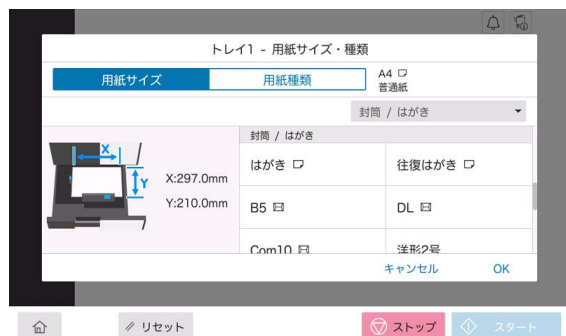 トレイ1 - 用紙サイズ・種類
用紙サイズ
用紙種類
A4
普通紙
封筒 / はがき
封筒 / はがき
X
Y
X:297.0mm
Y:210.0mm
はがき
往復はがき
B5
DL
Com10
洋形2号
キャンセル
OK
リセット
ストップ
スタート